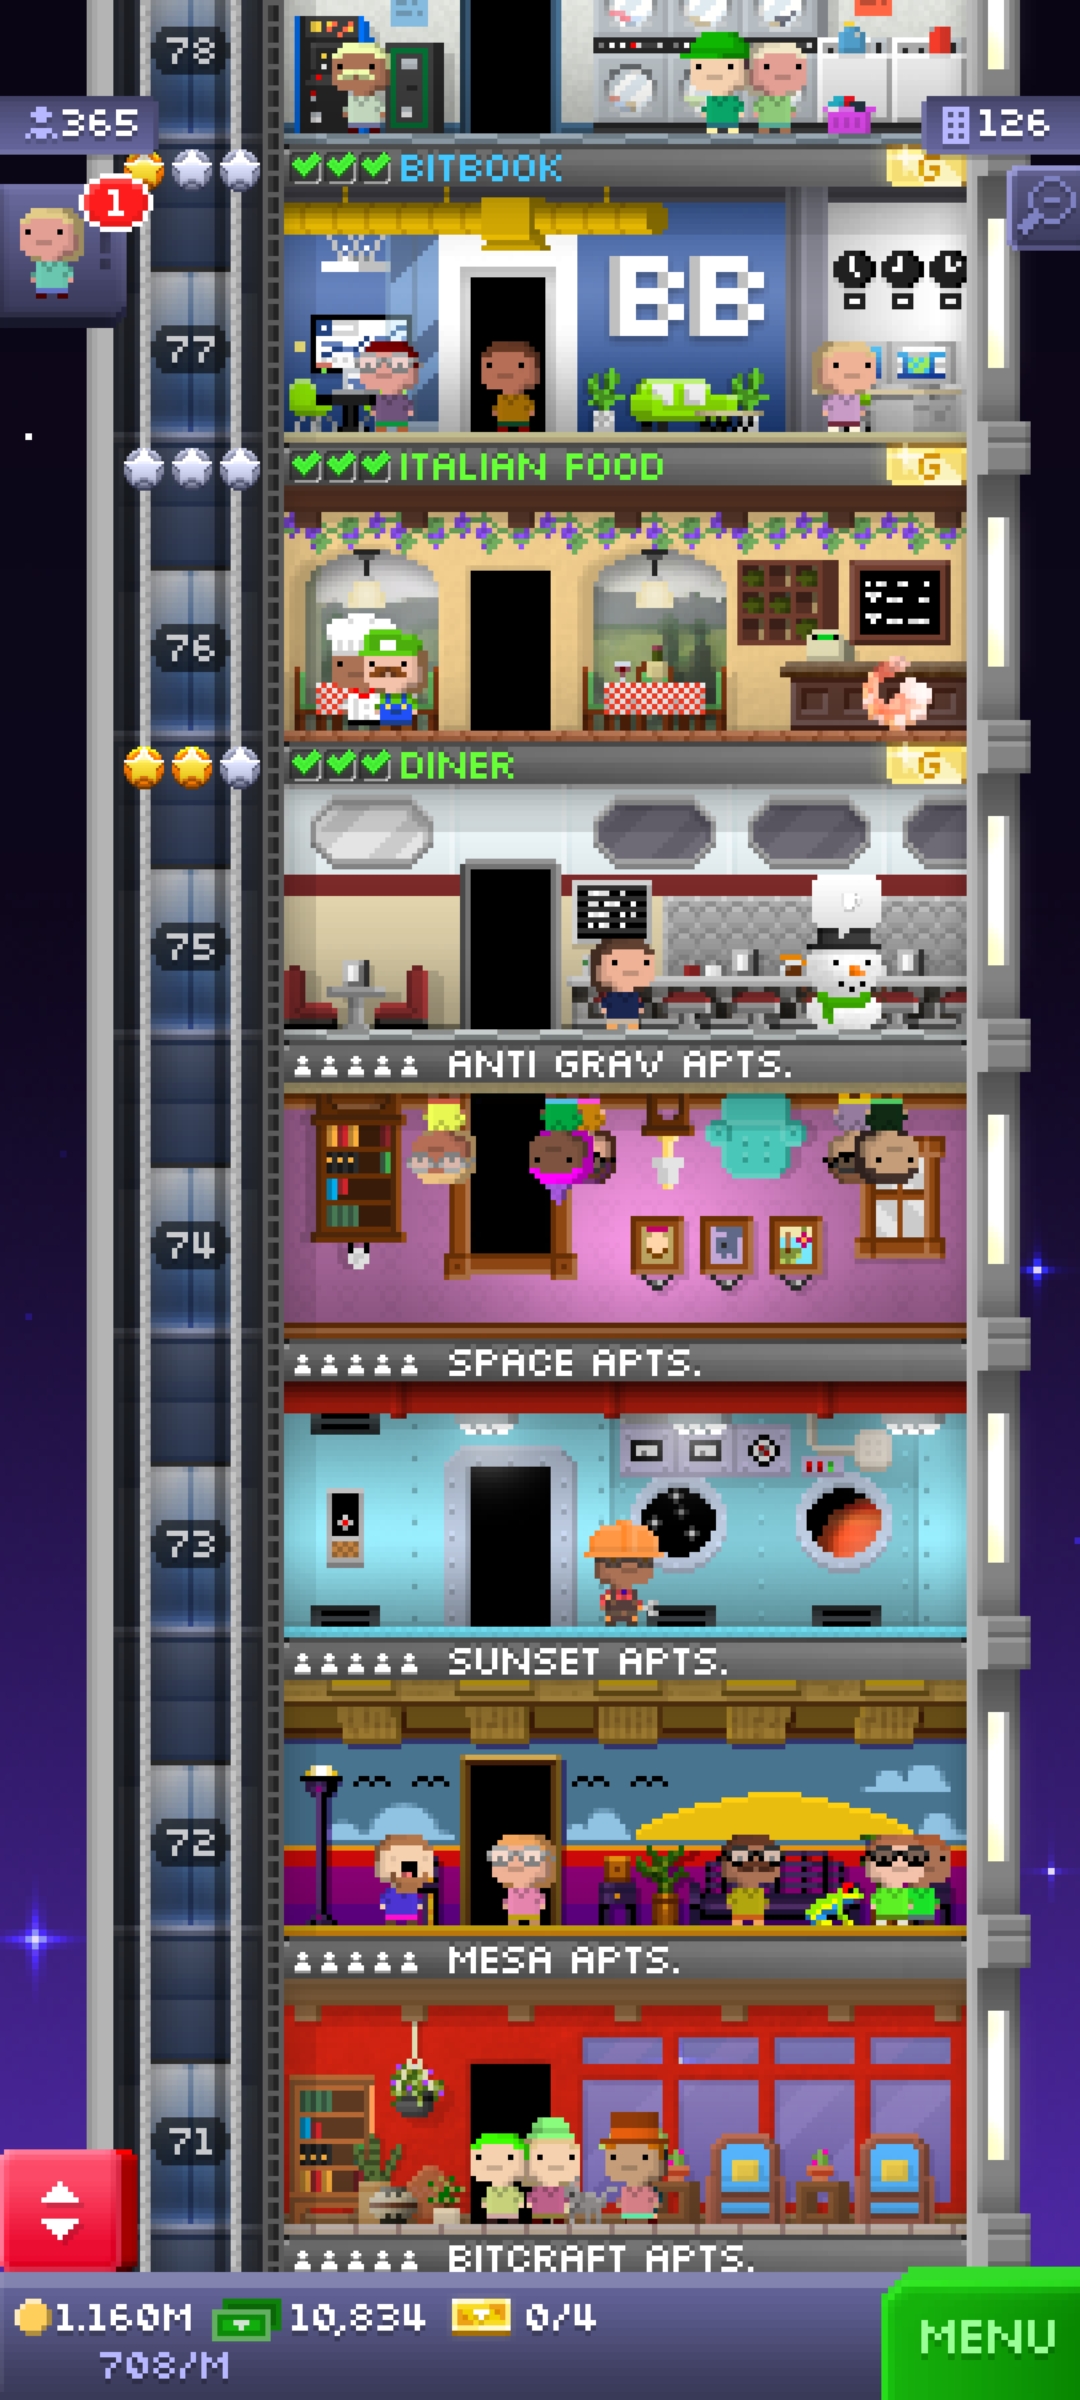 78
365
126
BITBOOK G
1
BB
77
ITALIAN FOOD G
76
DINER G
75
ANTI GRAV APTS.
74
SPACE APTS.
73
SUNSET APTS.
72
MESA APTS.
71
BITCRAFT APTS.
1.160M 10,834 0/4
708/M
MENU